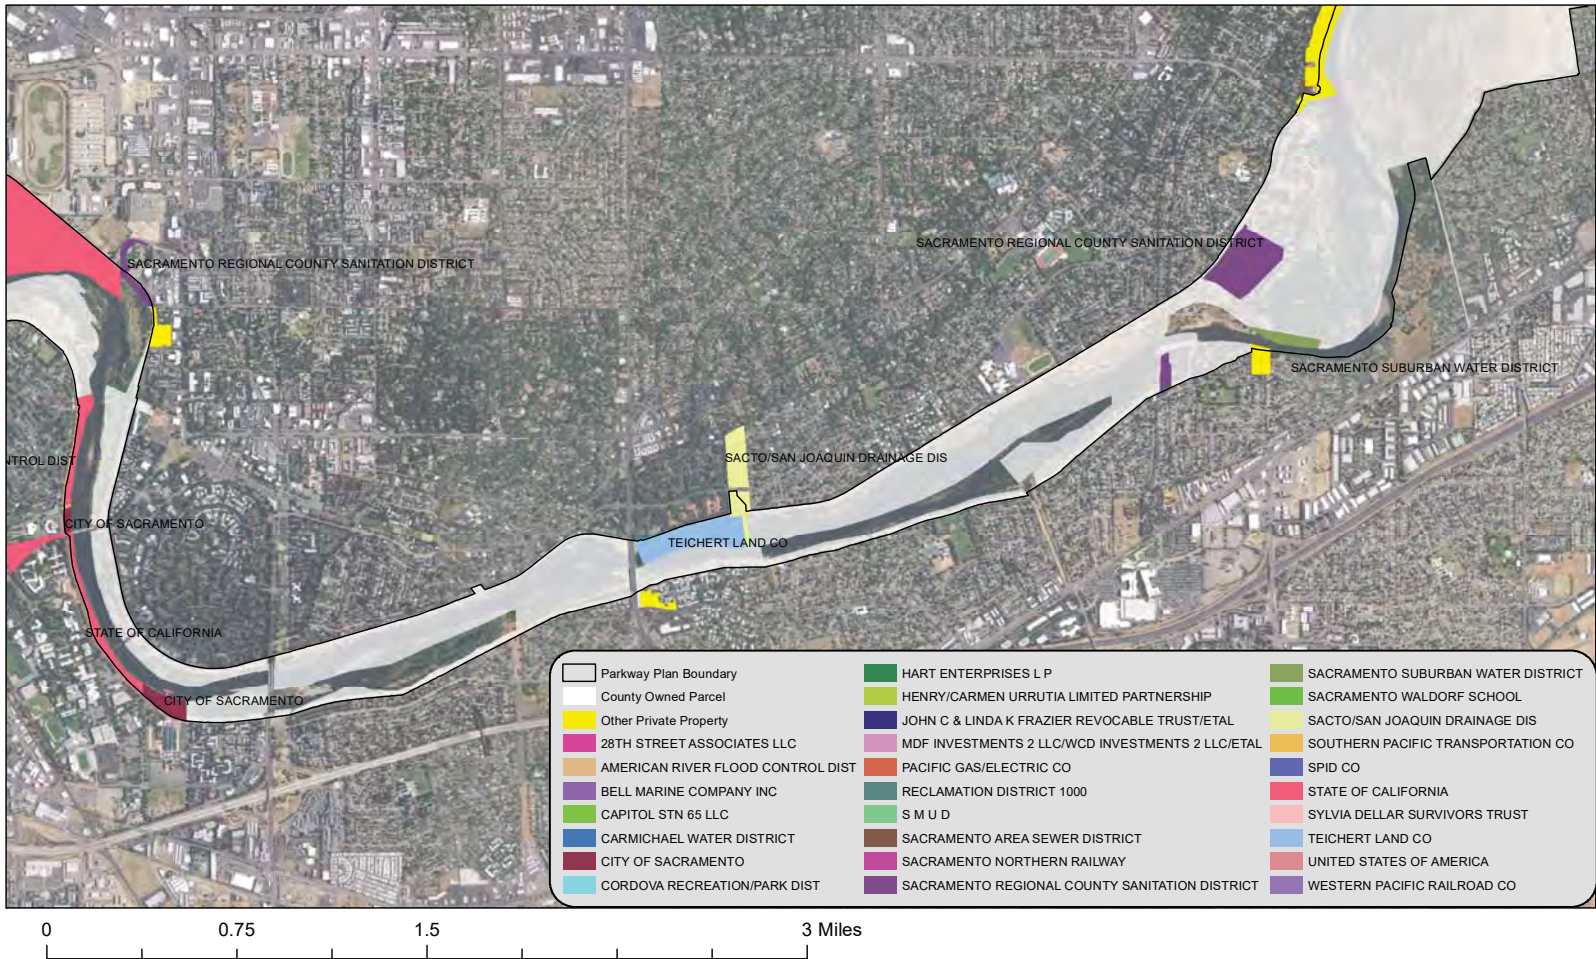 SACRAMENTO REGIONAL COUNTY SANITATION DISTRICT
SACRAMENTO REGIONAL COUNTY SANITATION DISTRICT
SACRAMENTO SUBURBAN WATER DISTRICT
NTROL DIST
SACTO/SAN JOAQUIN DRAINAGE DIS
CITY OF SACRAMENTO
TEICHERT LAND CO
STATE OF CALIFORNIA
CITY OF SACRAMENTO
Parkway Plan Boundary
County Owned Parcel
Other Private Property
28TH STREET ASSOCIATES LLC
AMERICAN RIVER FLOOD CONTROL DIST
BELL MARINE COMPANY INC
CAPITOL STN 65 LLC
CARMICHAEL WATER DISTRICT
CITY OF SACRAMENTO
CORDOVA RECREATION/PARK DIST
HART ENTERPRISES L P
HENRY/CARMEN URRUTIA LIMITED PARTNERSHIP
JOHN C & LINDA K FRAZIER REVOCABLE TRUST/ETAL
MDF INVESTMENTS 2 LLC/WCD INVESTMENTS 2 LLC/ETAL
PACIFIC GAS/ELECTRIC CO
RECLAMATION DISTRICT 1000
S M U D
SACRAMENTO AREA SEWER DISTRICT
SACRAMENTO NORTHERN RAILWAY
SACRAMENTO REGIONAL COUNTY SANITATION DISTRICT
SACRAMENTO SUBURBAN WATER DISTRICT
SACRAMENTO WALDORF SCHOOL
SACTO/SAN JOAQUIN DRAINAGE DIS
SOUTHERN PACIFIC TRANSPORTATION CO
SPID CO
STATE OF CALIFORNIA
SYLVIA DELLAR SURVIVORS TRUST
TEICHERT LAND CO
UNITED STATES OF AMERICA
WESTERN PACIFIC RAILROAD CO
0 0.75 1.5 3 Miles